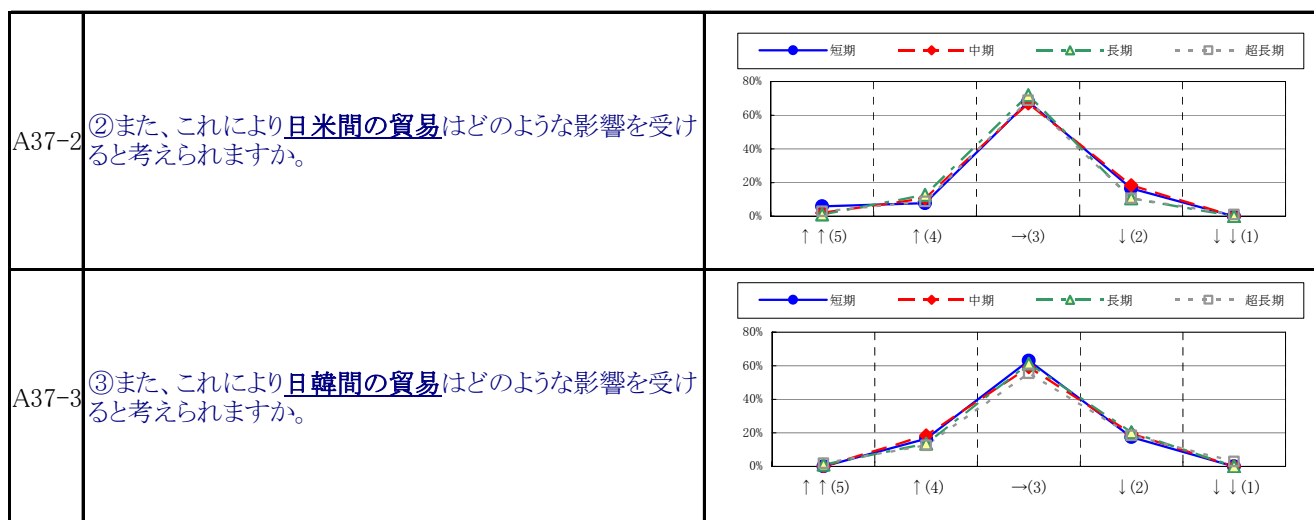 A37-2
②また、これにより日米間の貿易はどのような影響を受け
ると考えられますか。
短期 中期 長期 超長期
80%
60%
40%
20%
0%
↑↑(5) ↑(4) →(3) ↓(2) ↓↓(1)
A37-3
③また、これにより日韓間の貿易はどのような影響を受け
ると考えられますか。
短期 中期 長期 超長期
80%
60%
40%
20%
0%
↑↑(5) ↑(4) →(3) ↓(2) ↓↓(1)